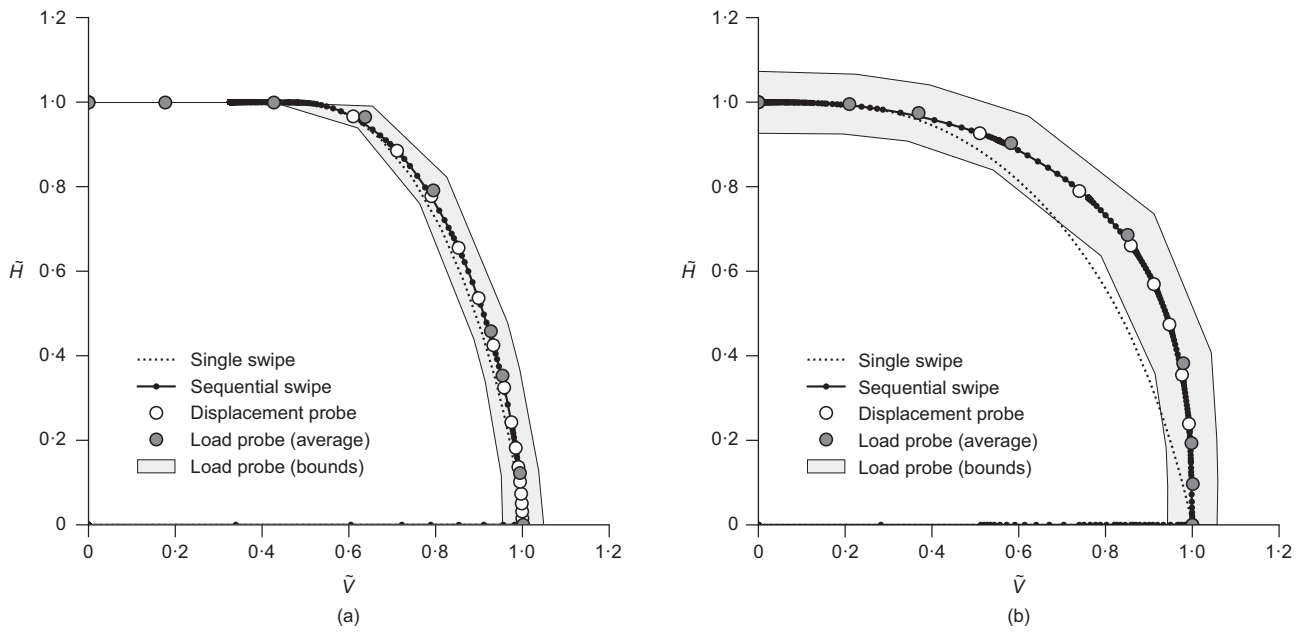 1·2
1·0
0·8
0·6
0·4
0·2
0
H̃
Single swipe
Sequential swipe
Displacement probe
Load probe (average)
Load probe (bounds)
0 0·2 0·4 0·6 0·8 1·0 1·2
Ṽ
(a)
1·2
1·0
0·8
0·6
0·4
0·2
0
H̃
Single swipe
Sequential swipe
Displacement probe
Load probe (average)
Load probe (bounds)
0 0·2 0·4 0·6 0·8 1·0 1·2
Ṽ
(b)